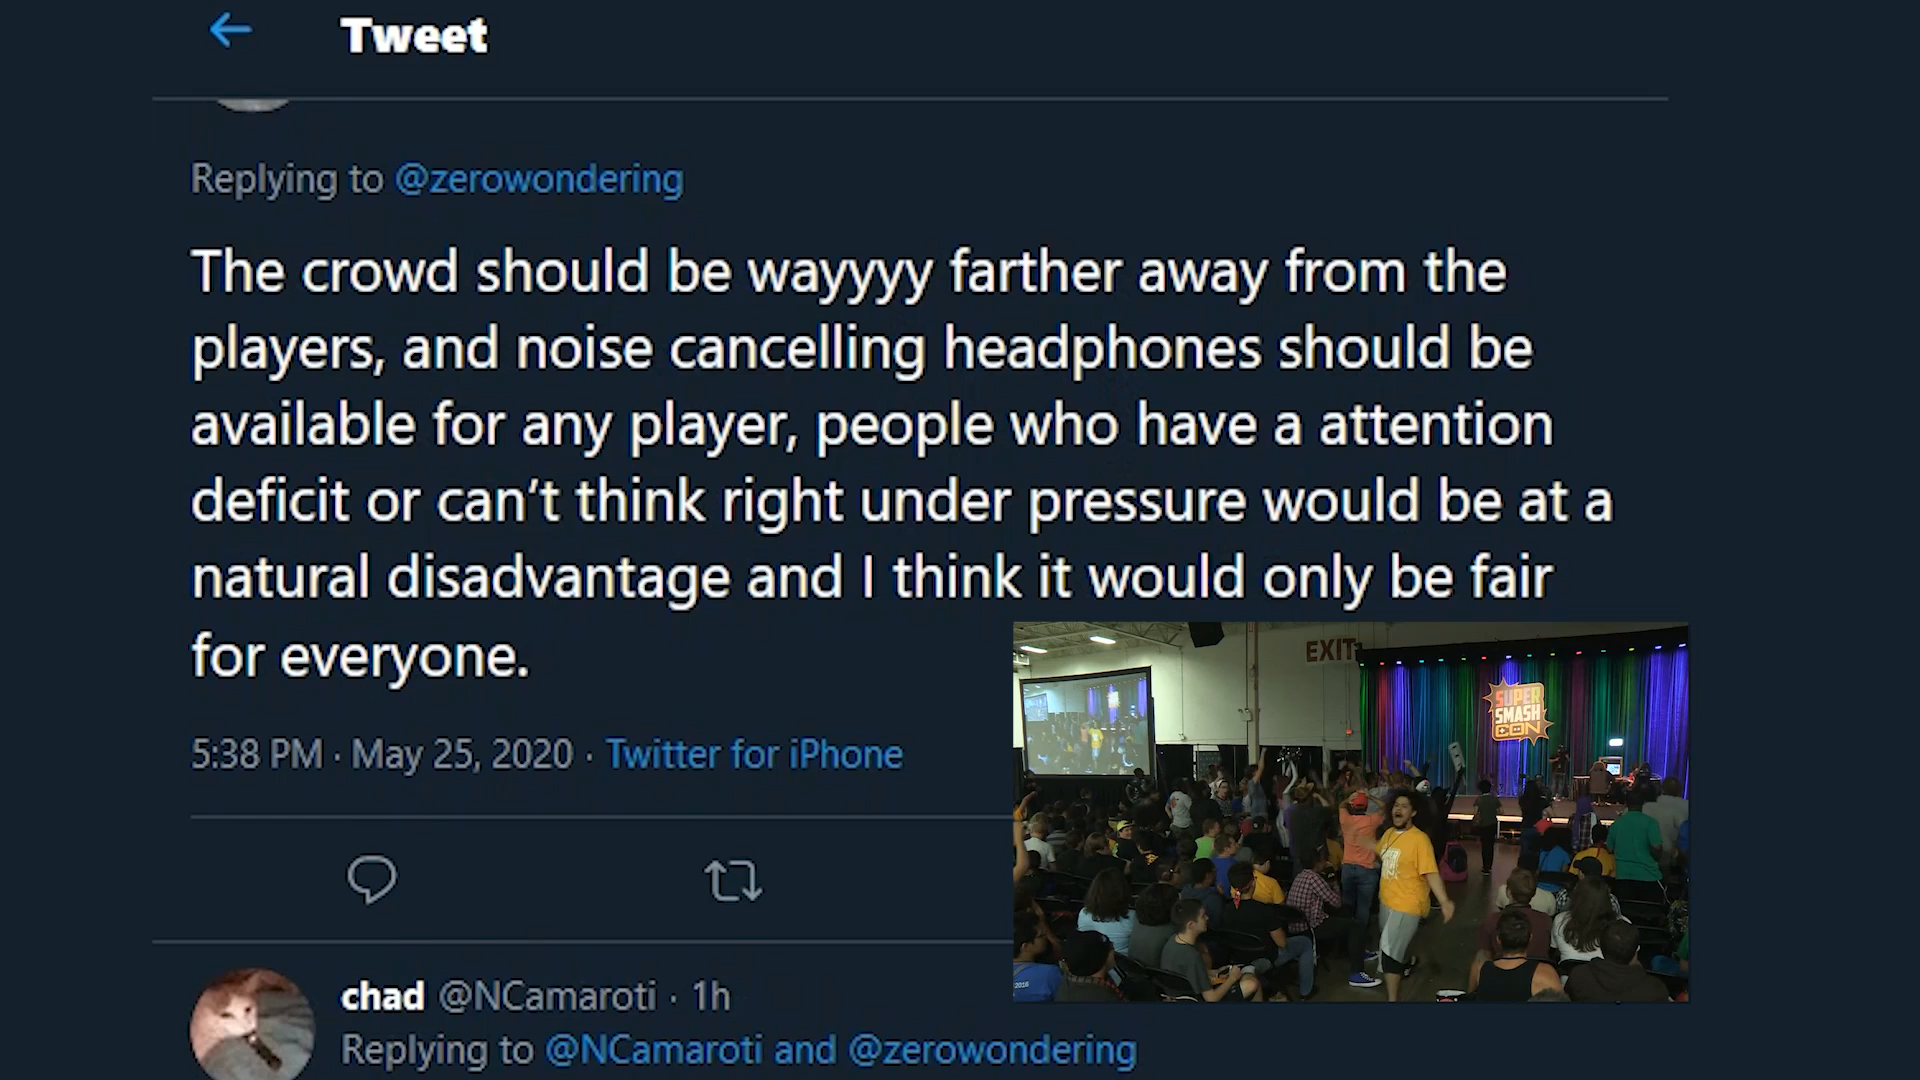 Tweet
Replying to @zerowondering
The crowd should be wayyyy farther away from the
players, and noise cancelling headphones should be
available for any player, people who have a attention
deficit or can’t think right under pressure would be at a
natural disadvantage and I think it would only be fair
for everyone.
5:38 PM · May 25, 2020 · Twitter for iPhone
EXIT
SUPER
SMASH
CON
chad @NCamaroti · 1h
Replying to @NCamaroti and @zerowondering